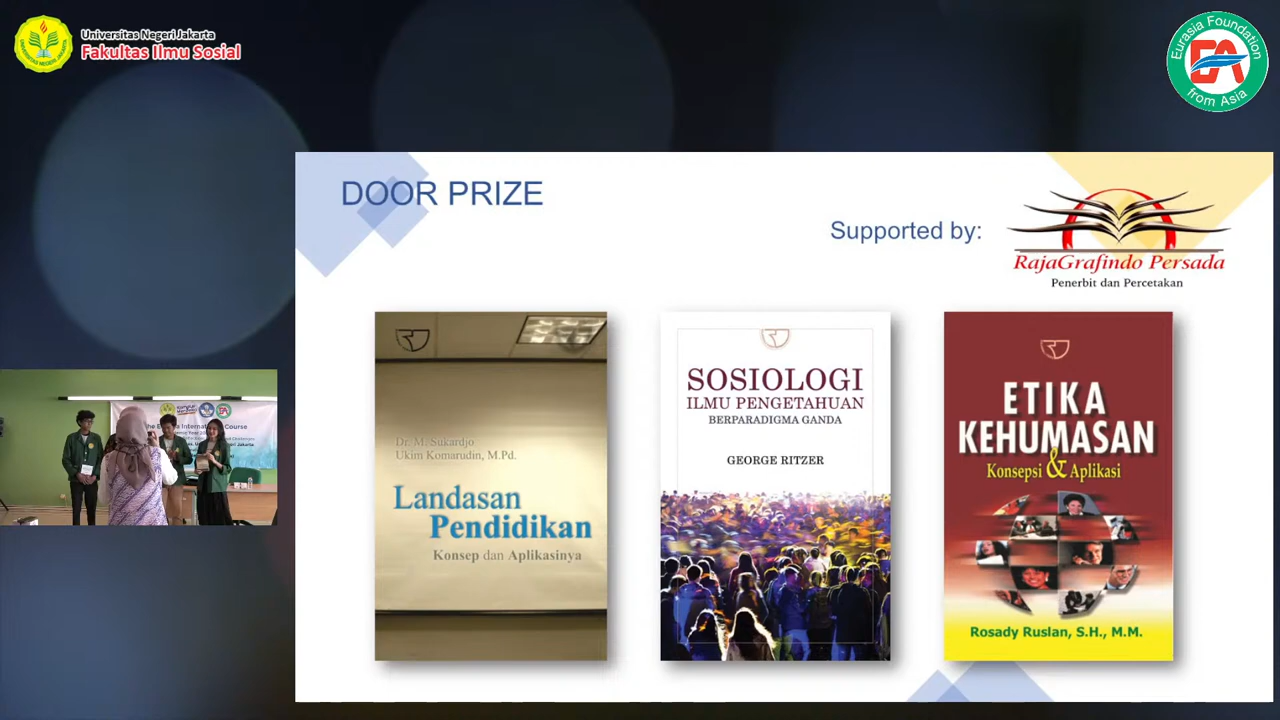 Universitas Negeri Jakarta
Fakultas Ilmu Sosial
Eurasia Foundation
EA
from Asia
DOOR PRIZE
Supported by:
RajaGrafindo Persada
Penerbit dan Percetakan
Dr. M. Sukardjo
Ukim Komarudin, M.Pd.
Landasan
Pendidikan
Konsep dan Aplikasinya
SOSIOLOGI
ILMU PENGETAHUAN
BERPARADIGMA GANDA
GEORGE RITZER
ETIKA
KEHUMASAN
Konsepsi & Aplikasi
Rosady Ruslan, S.H., M.M.